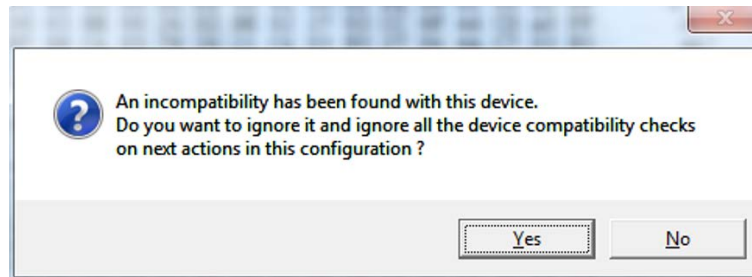 An incompatibility has been found with this device.
Do you want to ignore it and ignore all the device compatibility checks
on next actions in this configuration ?
Yes
No